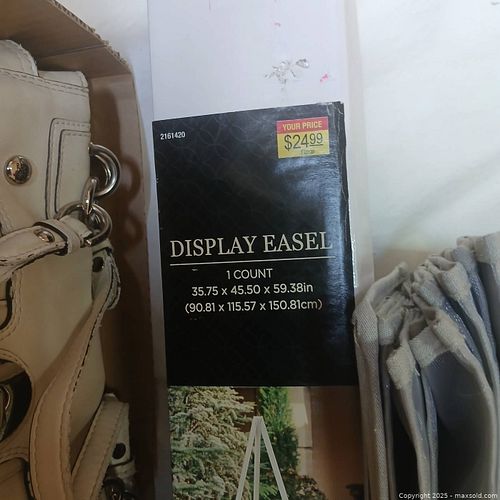 2161420
YOUR PRICE
$24.99
DISPLAY EASEL
1 COUNT
35.75 x 45.50 x 59.38in
(90.81 x 115.57 x 150.81cm)
Copyright 2025 - maxsold.com